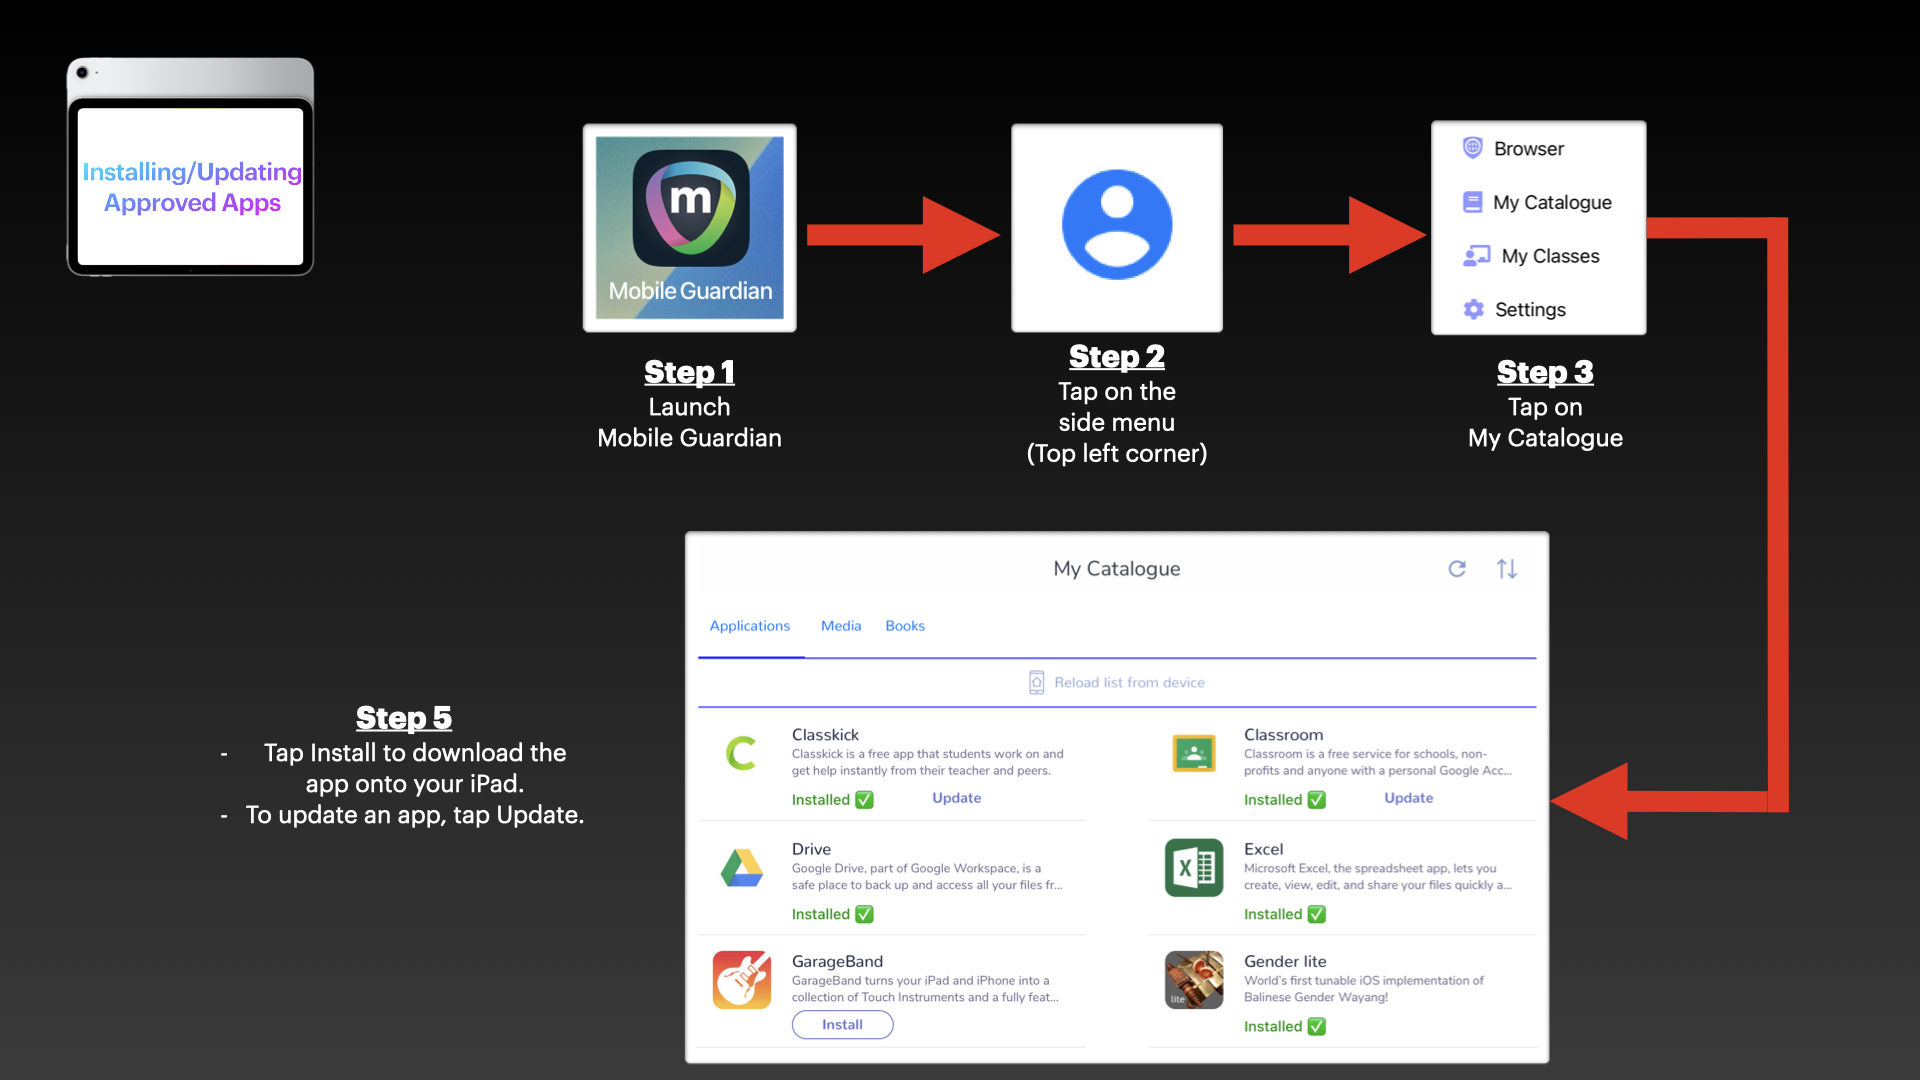 Installing/Updating
Approved Apps
m
Mobile Guardian
Step 1
Launch
Mobile Guardian
Step 2
Tap on the
side menu
(Top left corner)
Browser
My Catalogue
My Classes
Settings
Step 3
Tap on
My Catalogue
My Catalogue
Applications Media Books
Reload list from device
Classkick
Classkick is a free app that students work on and
get help instantly from their teacher and peers.
Installed ✅ Update
Classroom
Classroom is a free service for schools, non-
profits and anyone with a personal Google Acc...
Installed ✅ Update
Drive
Google Drive, part of Google Workspace, is a
safe place to back up and access all your files fr...
Installed ✅
Excel
Microsoft Excel, the spreadsheet app, lets you
create, view, edit, and share your files quickly a...
Installed ✅
GarageBand
GarageBand turns your iPad and iPhone into a
collection of Touch Instruments and a fully feat...
Install
lite
Gender lite
World's first tunable iOS implementation of
Balinese Gender Wayang!
Installed ✅
Step 5
- Tap Install to download the
app onto your iPad.
- To update an app, tap Update.